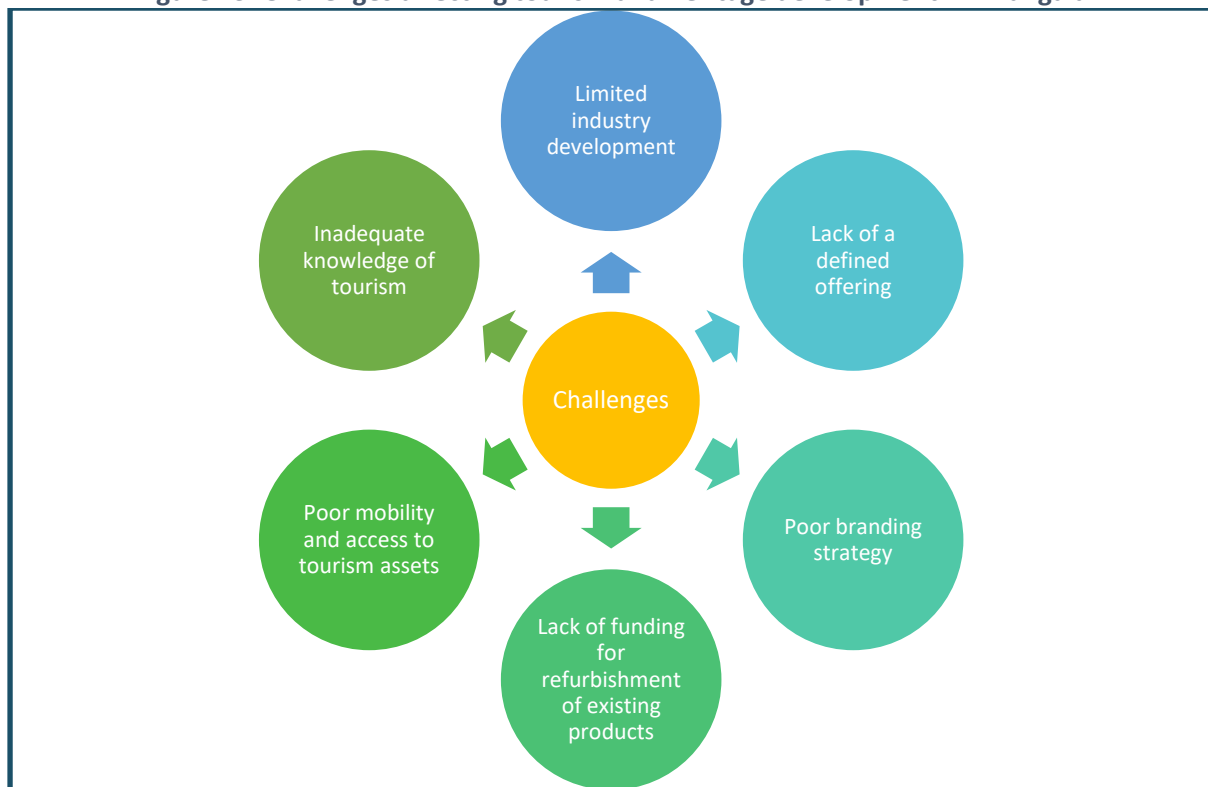 Limited
industry
development
Lack of a
defined
offering
Poor branding
strategy
Lack of funding
for
refurbishment
of existing
products
Poor mobility
and access to
tourism assets
Inadequate
knowledge of
tourism
Challenges